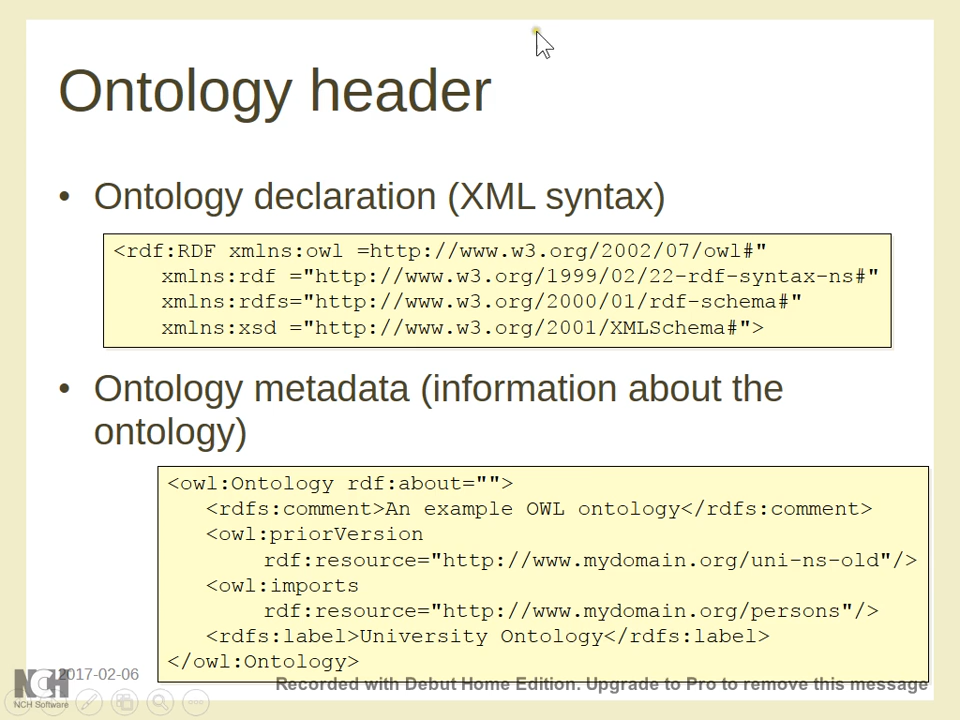 Ontology header
• Ontology declaration (XML syntax)
<rdf:RDF xmlns:owl =http://www.w3.org/2002/07/owl#"
xmlns:rdf ="http://www.w3.org/1999/02/22-rdf-syntax-ns#"
xmlns:rdfs="http://www.w3.org/2000/01/rdf-schema#"
xmlns:xsd ="http://www.w3.org/2001/XMLSchema#">
• Ontology metadata (information about the
ontology)
<owl:Ontology rdf:about="">
<rdfs:comment>An example OWL ontology</rdfs:comment>
<owl:priorVersion
rdf:resource="http://www.mydomain.org/uni-ns-old"/>
<owl:imports
rdf:resource="http://www.mydomain.org/persons"/>
<rdfs:label>University Ontology</rdfs:label>
</owl:Ontology>
2017-02-06
NCH
NCH Software
Recorded with Debut Home Edition. Upgrade to Pro to remove this message